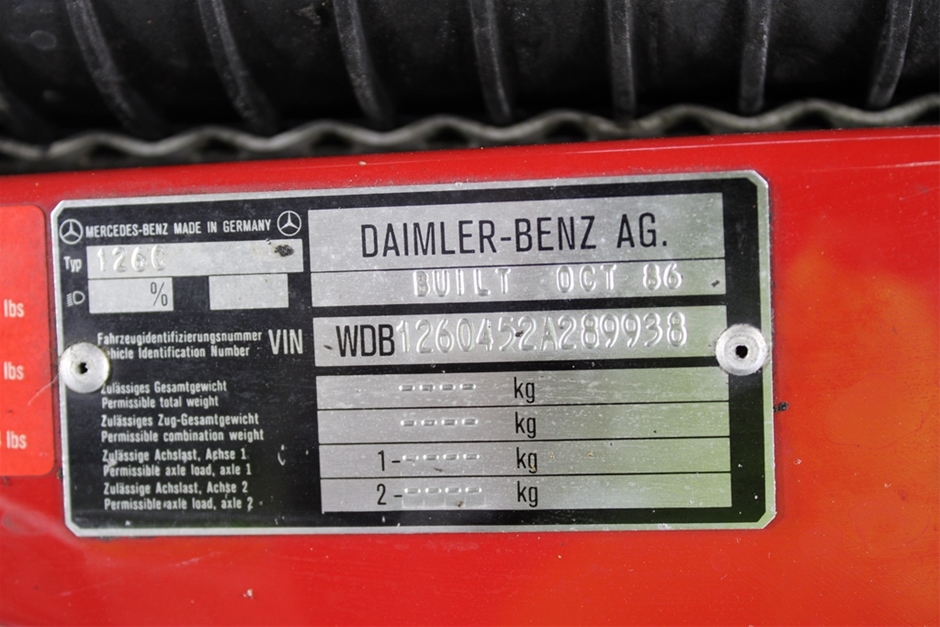 MERCEDES-BENZ MADE IN GERMANY
DAIMLER-BENZ AG.
Typ 126C
BUILT OCT 86
%
Fahrzeugidentifizierungsnummer
Vehicle Identification Number
VIN WDB1260452A289938
Zulässiges Gesamtgewicht
Permissible total weight
---- kg
Zulässiges Zug-Gesamtgewicht
Permissible combination weight
---- kg
Zulässige Achslast, Achse 1
Permissible axle load, axle 1
1 - ---- kg
Zulässige Achslast, Achse 2
Permissible axle load, axle 2
2 - ---- kg
lbs
lbs
lbs